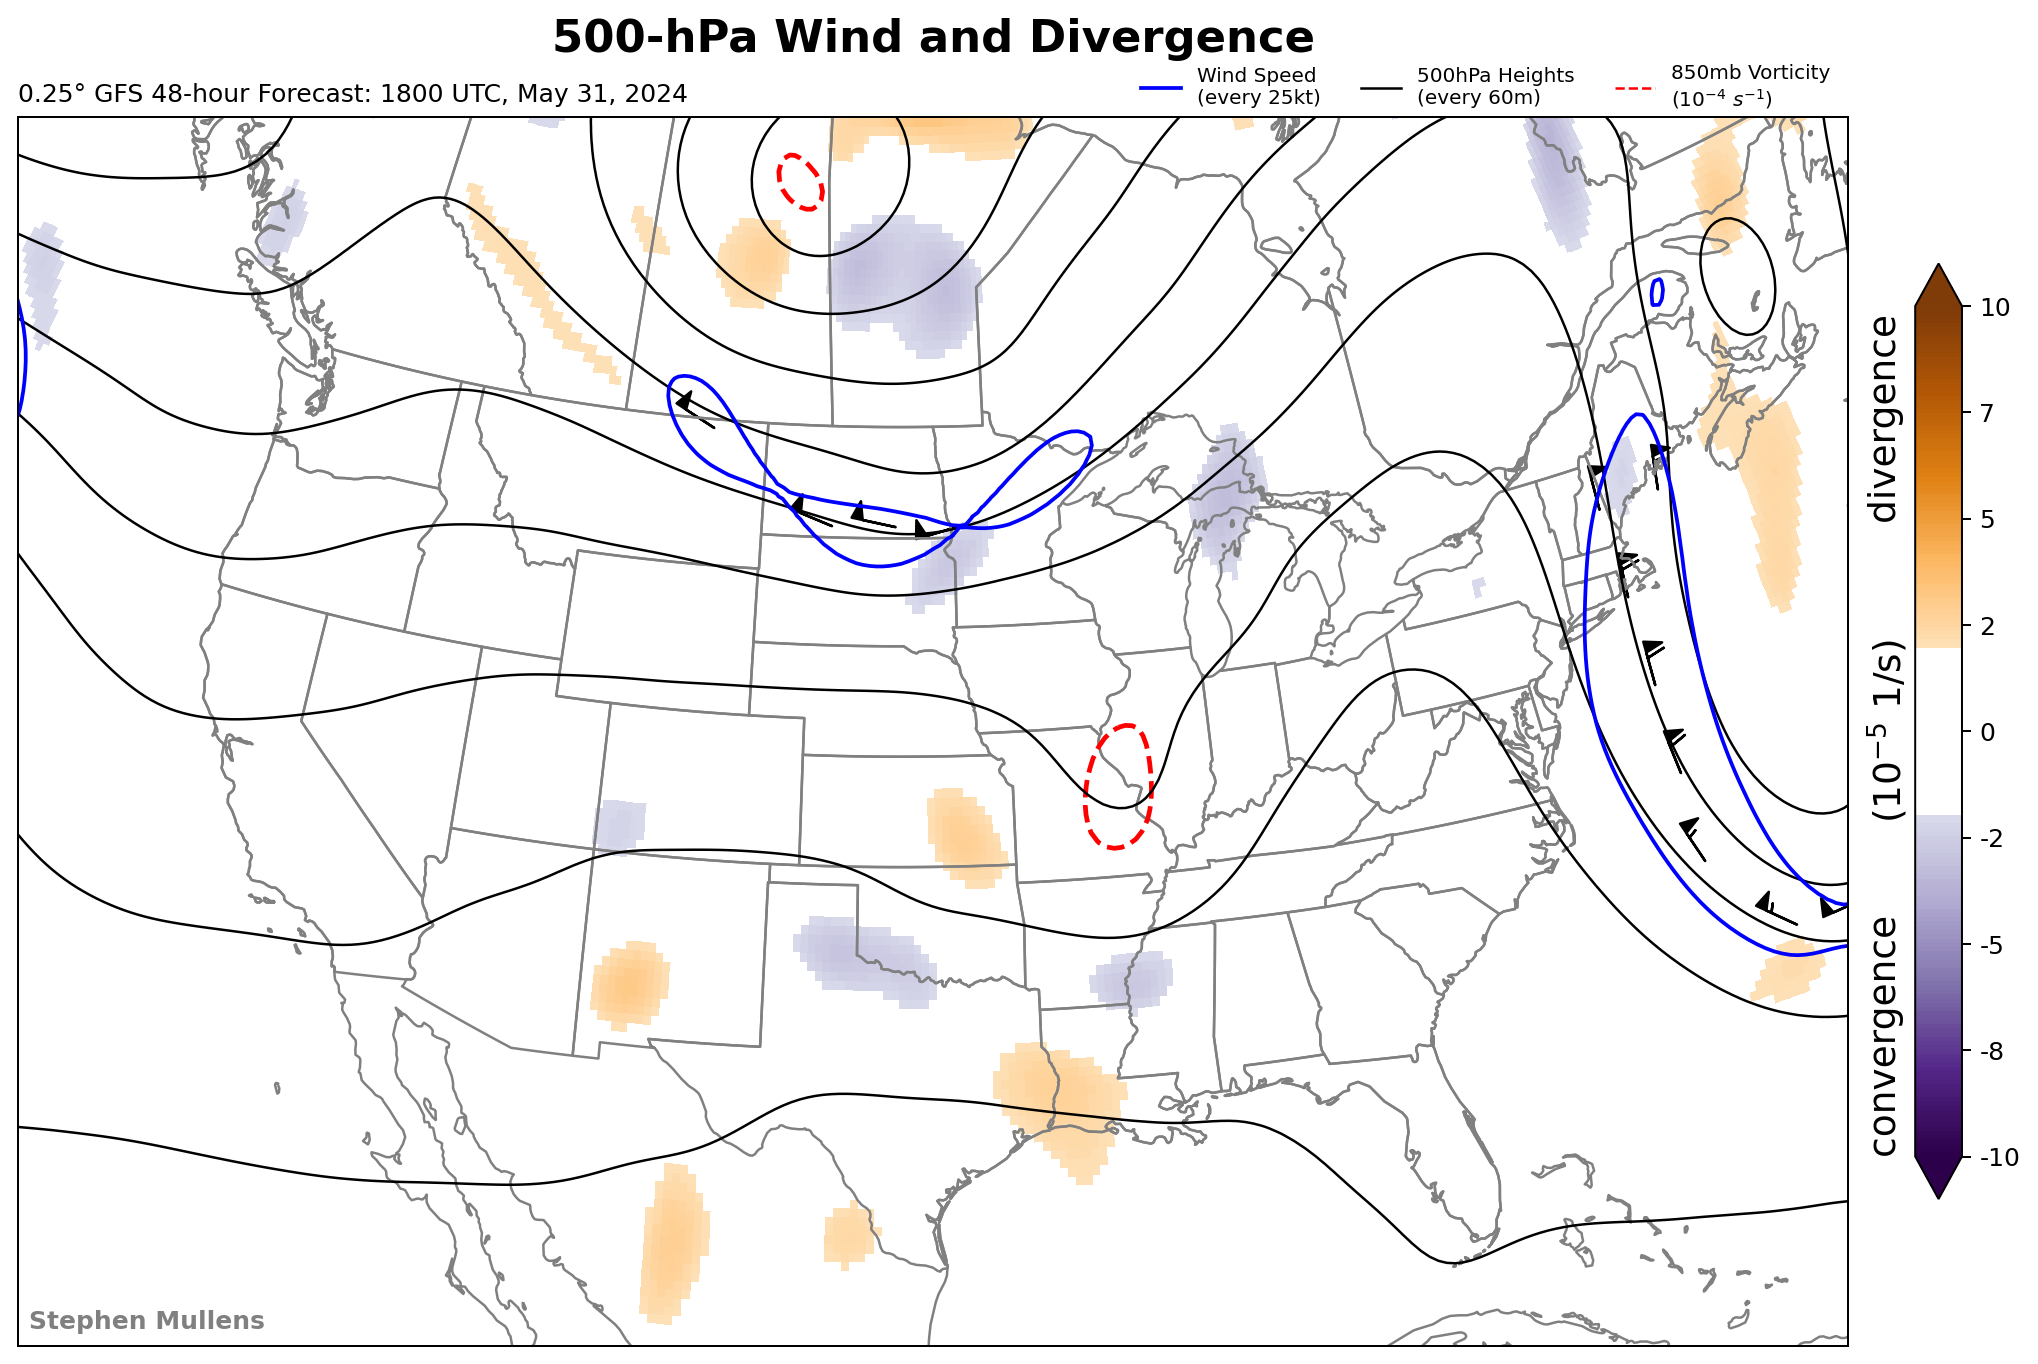 500-hPa Wind and Divergence
0.25° GFS 48-hour Forecast: 1800 UTC, May 31, 2024
Wind Speed
(every 25kt)
500hPa Heights
(every 60m)
850mb Vorticity
(10⁻⁴ s⁻¹)
10
7
5
2
0
-2
-5
-8
-10
convergence (10⁻⁵ 1/s) divergence
Stephen Mullens